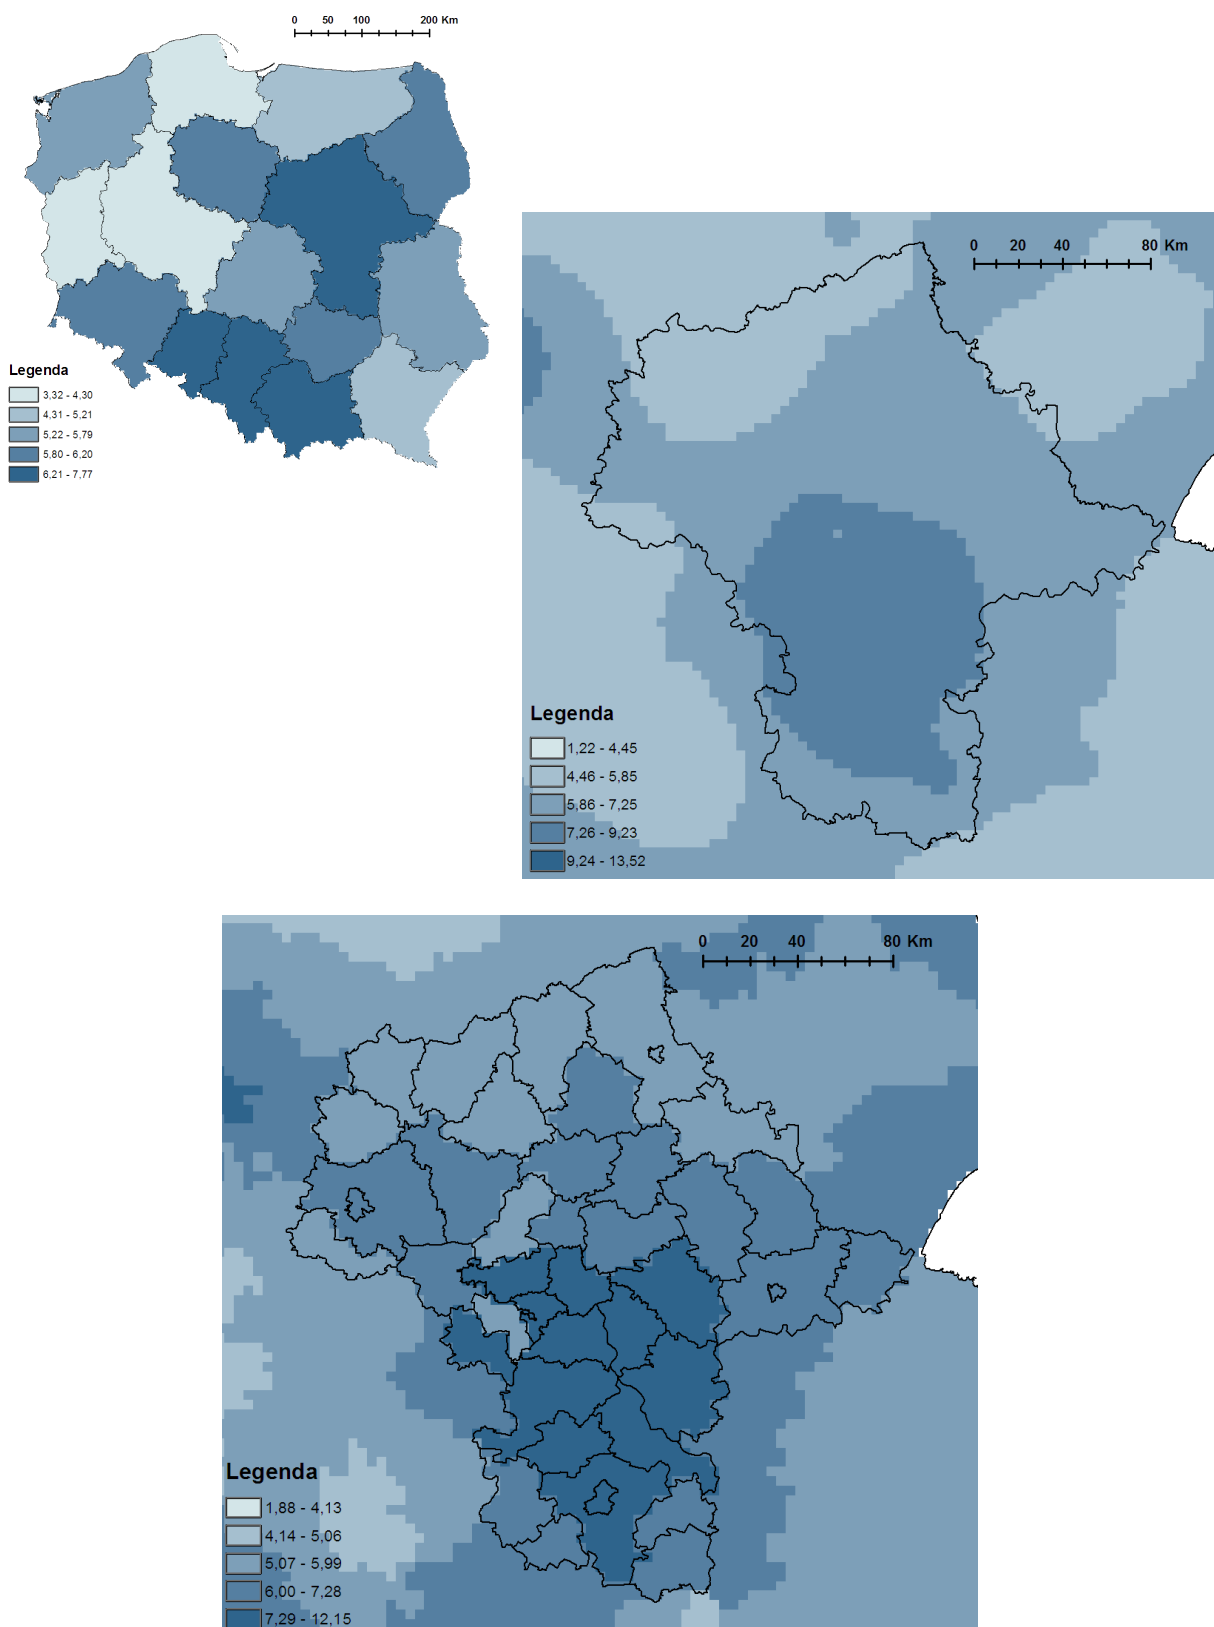 0 50 100 200 Km
Legenda
3,32 - 4,30
4,31 - 5,21
5,22 - 5,79
5,80 - 6,20
6,21 - 7,77
0 20 40 80 Km
Legenda
1,22 - 4,45
4,46 - 5,85
5,86 - 7,25
7,26 - 9,23
9,24 - 13,52
0 20 40 80 Km
Legenda
1,88 - 4,13
4,14 - 5,06
5,07 - 5,99
6,00 - 7,28
7,29 - 12,15